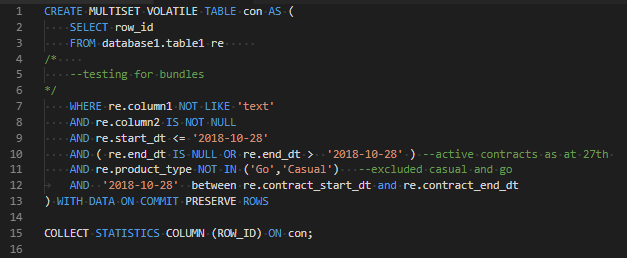 1 CREATE MULTISET VOLATILE TABLE con AS (
2 SELECT row_id
3 FROM database1.table1 re
4 /*
5 --testing for bundles
6 */
7 WHERE re.column1 NOT LIKE 'text'
8 AND re.column2 IS NOT NULL
9 AND re.start_dt <= '2018-10-28'
10 AND ( re.end_dt IS NULL OR re.end_dt > '2018-10-28' ) --active contracts as at 27th
11 AND re.product_type NOT IN ('Go','Casual') --excluded casual and go
12 AND '2018-10-28' between re.contract_start_dt and re.contract_end_dt
13 ) WITH DATA ON COMMIT PRESERVE ROWS
14
15 COLLECT STATISTICS COLUMN (ROW_ID) ON con;
16